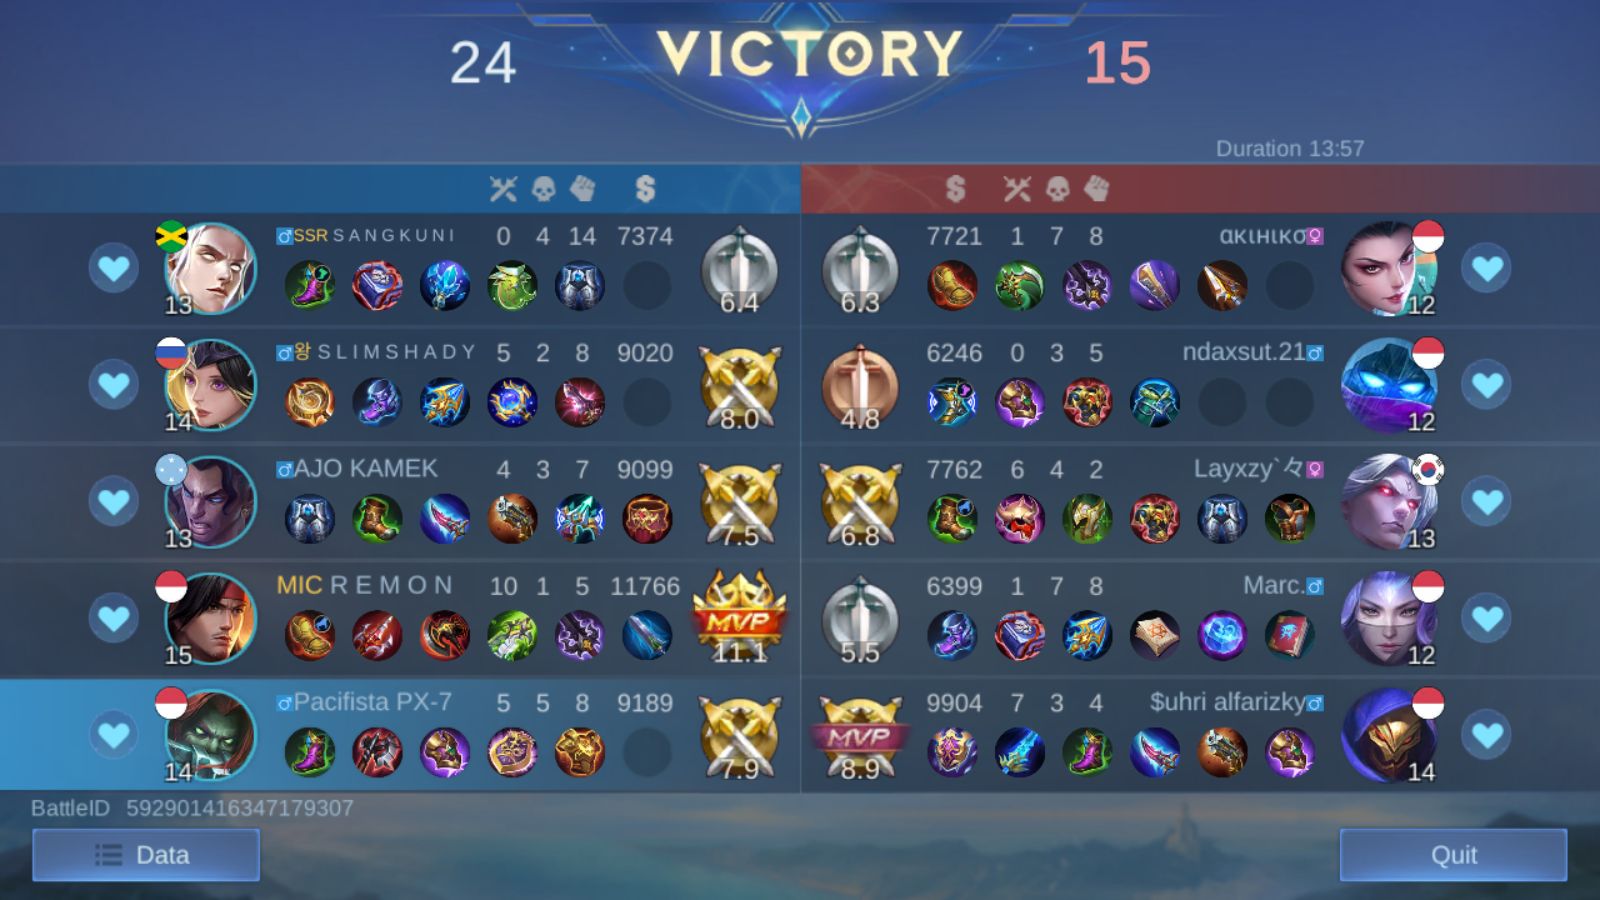 24 VICTORY 15
Duration 13:57
SSR SANGKUNI 0 4 14 7374
13 6.4
7721 1 7 8 αкιнιкσ
6.3 12
왕 SLIMSHADY 5 2 8 9020
14 8.0
6246 0 3 5 ndaxsut.21
4.8 12
AJO KAMEK 4 3 7 9099
13 7.5
7762 6 4 2 Layxzy`々
6.8 13
MIC REMON 10 1 5 11766
MVP
15 11.1
6399 1 7 8 Marc.
5.5 12
Pacifista PX-7 5 5 8 9189
14 7.9
9904 7 3 4 $uhri alfarizky
MVP
8.9 14
BattleID 592901416347179307
Data
Quit